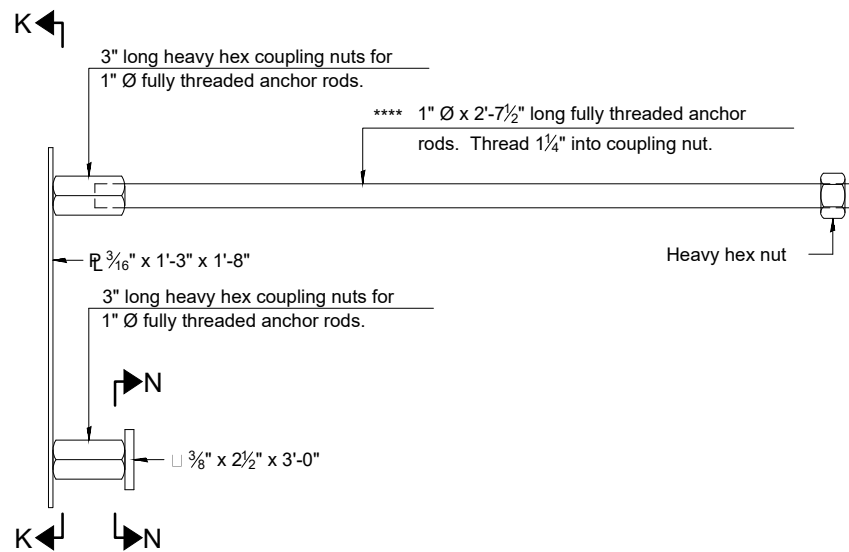 K
3" long heavy hex coupling nuts for
1" Ø fully threaded anchor rods.
**** 1" Ø x 2'-7½" long fully threaded anchor
rods. Thread 1¼" into coupling nut.
Heavy hex nut
PL 3/16" x 1'-3" x 1'-8"
3" long heavy hex coupling nuts for
1" Ø fully threaded anchor rods.
N
□ ⅜" x 2½" x 3'-0"
K
N